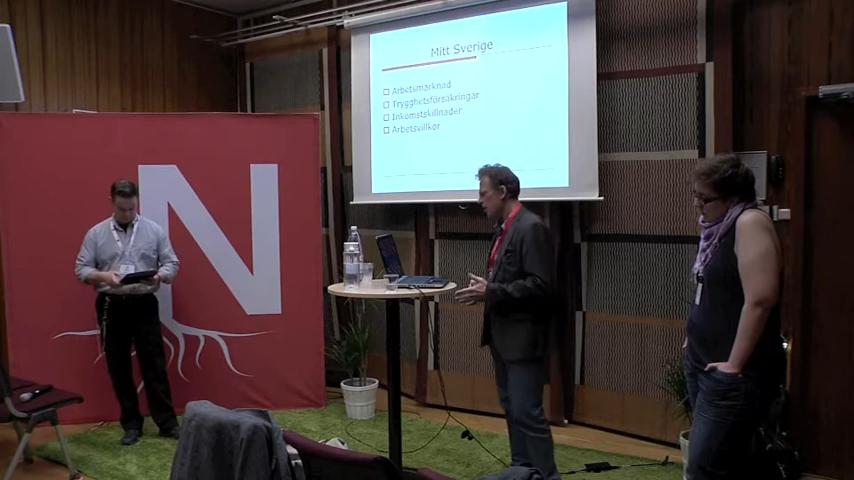 Mitt Sverige
Arbetsmarknad
Trygghetsförsäkringar
Inkomstskillnader
Arbetsvillkor
N